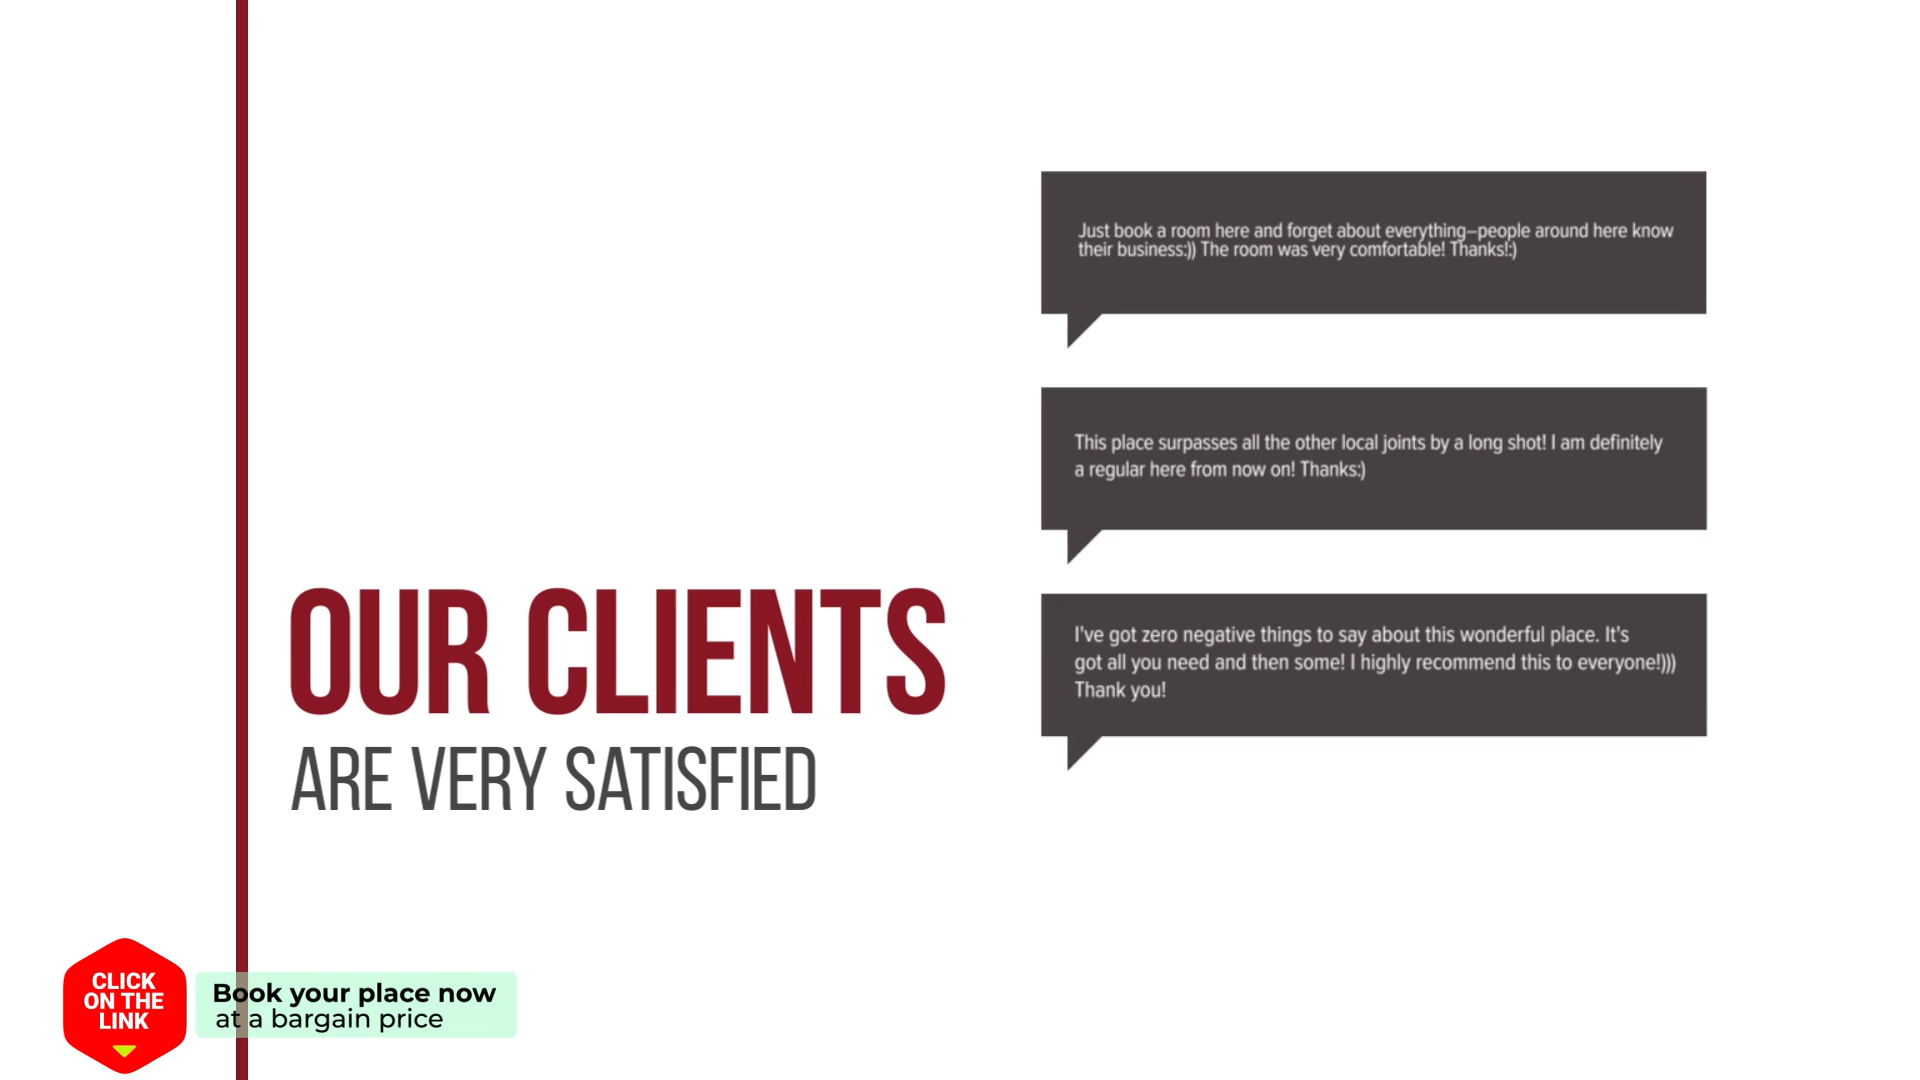 Just book a room here and forget about everything–people around here know
their business:)) The room was very comfortable! Thanks!:)
This place surpasses all the other local joints by a long shot! I am definitely
a regular here from now on! Thanks:)
I've got zero negative things to say about this wonderful place. It's
got all you need and then some! I highly recommend this to everyone!)))
Thank you!
OUR CLIENTS
ARE VERY SATISFIED
CLICK
ON THE
LINK
Book your place now
at a bargain price